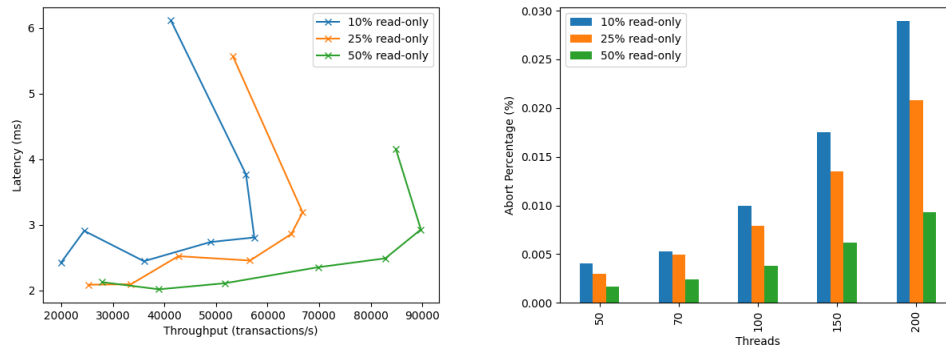 6
5
4
3
2
Latency (ms)
20000 30000 40000 50000 60000 70000 80000 90000
Throughput (transactions/s)
10% read-only
25% read-only
50% read-only
0.030
0.025
0.020
0.015
0.010
0.005
0.000
Abort Percentage (%)
50 70 100 150 200
Threads
10% read-only
25% read-only
50% read-only